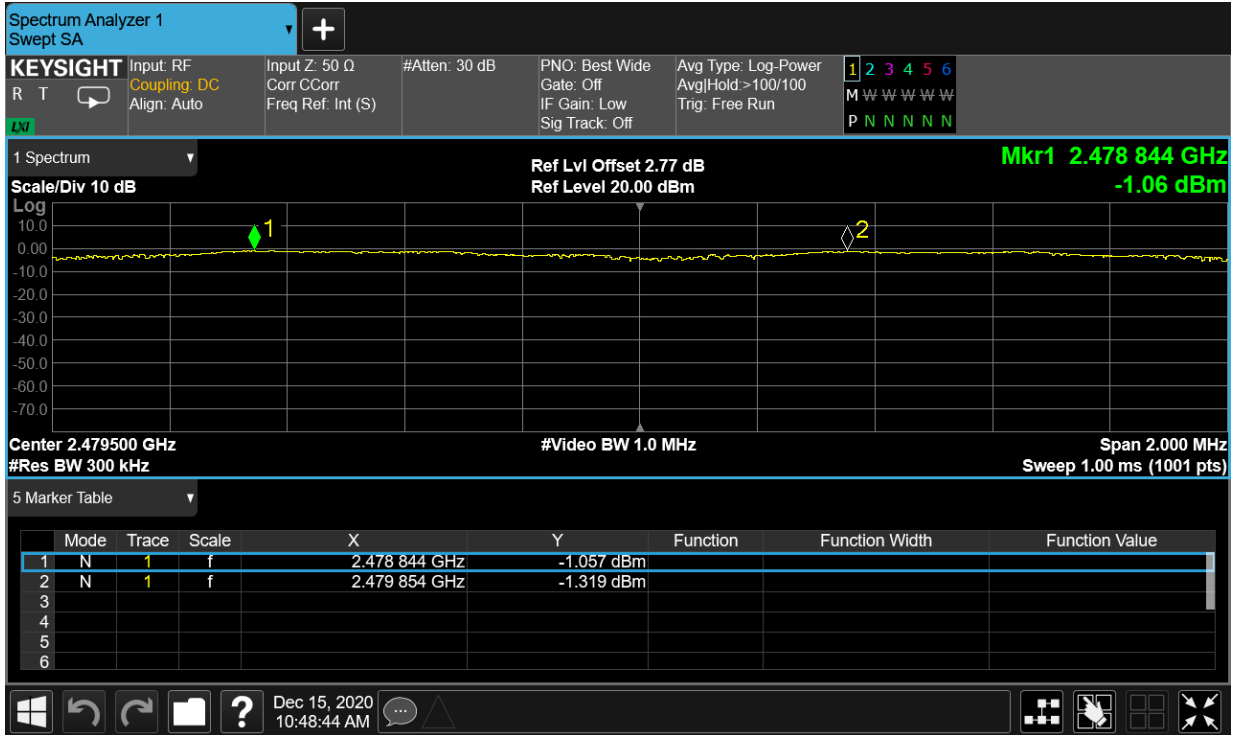 Spectrum Analyzer 1
Swept SA
KEYSIGHT
R T
LXI
Input: RF
Coupling: DC
Align: Auto
Input Z: 50 Ω
Corr CCorr
Freq Ref: Int (S)
#Atten: 30 dB
PNO: Best Wide
Gate: Off
IF Gain: Low
Sig Track: Off
Avg Type: Log-Power
Avg|Hold:>100/100
Trig: Free Run
1 2 3 4 5 6
M W W W W W
P N N N N N
1 Spectrum
Scale/Div 10 dB
Ref Lvl Offset 2.77 dB
Ref Level 20.00 dBm
Mkr1 2.478 844 GHz
-1.06 dBm
Log
10.0
0.00
-10.0
-20.0
-30.0
-40.0
-50.0
-60.0
-70.0
1
2
Center 2.479500 GHz
#Res BW 300 kHz
#Video BW 1.0 MHz
Span 2.000 MHz
Sweep 1.00 ms (1001 pts)
5 Marker Table
Mode Trace Scale X Y Function Function Width Function Value
1 N 1 f 2.478 844 GHz -1.057 dBm
2 N 1 f 2.479 854 GHz -1.319 dBm
3
4
5
6
?
Dec 15, 2020
10:48:44 AM